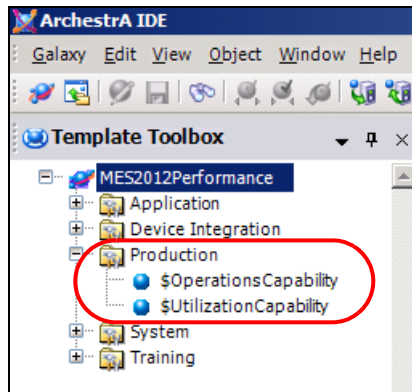 ArchestrA IDE
Galaxy Edit View Object Window Help
Template Toolbox
MES2012Performance
Application
Device Integration
Production
$OperationsCapability
$UtilizationCapability
System
Training